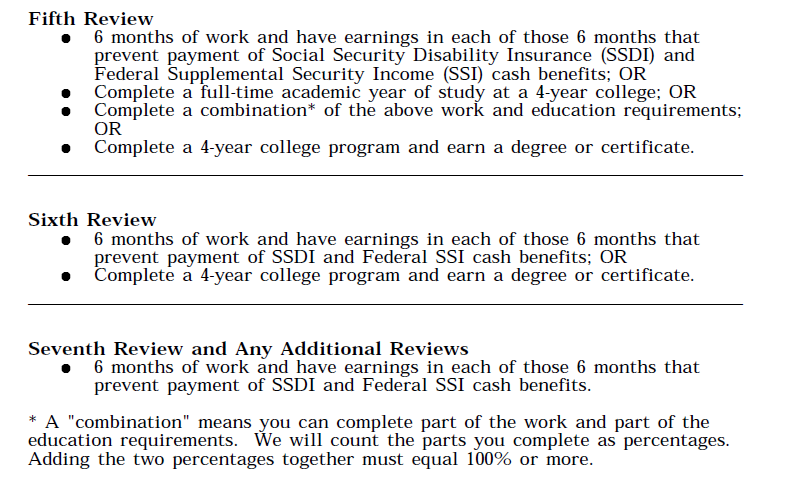 Fifth Review
● 6 months of work and have earnings in each of those 6 months that
prevent payment of Social Security Disability Insurance (SSDI) and
Federal Supplemental Security Income (SSI) cash benefits; OR
● Complete a full-time academic year of study at a 4-year college; OR
● Complete a combination* of the above work and education requirements;
OR
● Complete a 4-year college program and earn a degree or certificate.
Sixth Review
● 6 months of work and have earnings in each of those 6 months that
prevent payment of SSDI and Federal SSI cash benefits; OR
● Complete a 4-year college program and earn a degree or certificate.
Seventh Review and Any Additional Reviews
● 6 months of work and have earnings in each of those 6 months that
prevent payment of SSDI and Federal SSI cash benefits.
* A "combination" means you can complete part of the work and part of the
education requirements.  We will count the parts you complete as percentages.
Adding the two percentages together must equal 100% or more.